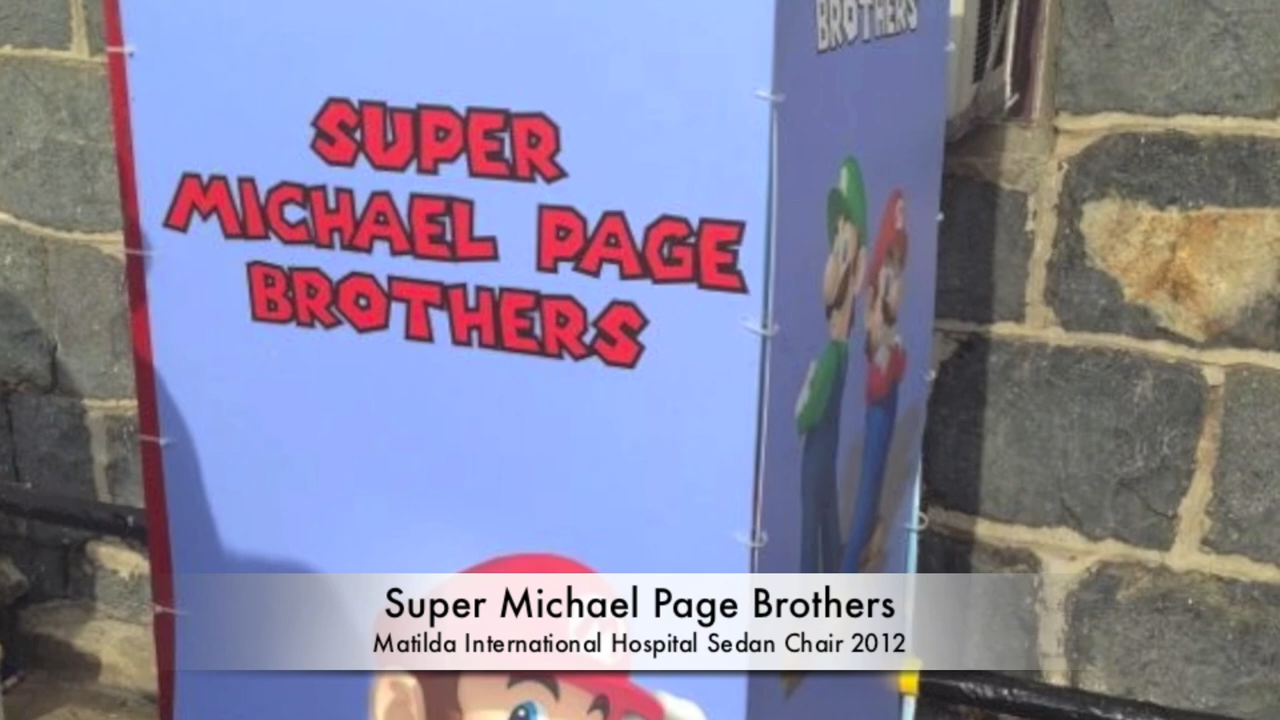 BROTHERS
SUPER
MICHAEL PAGE
BROTHERS
Super Michael Page Brothers
Matilda International Hospital Sedan Chair 2012